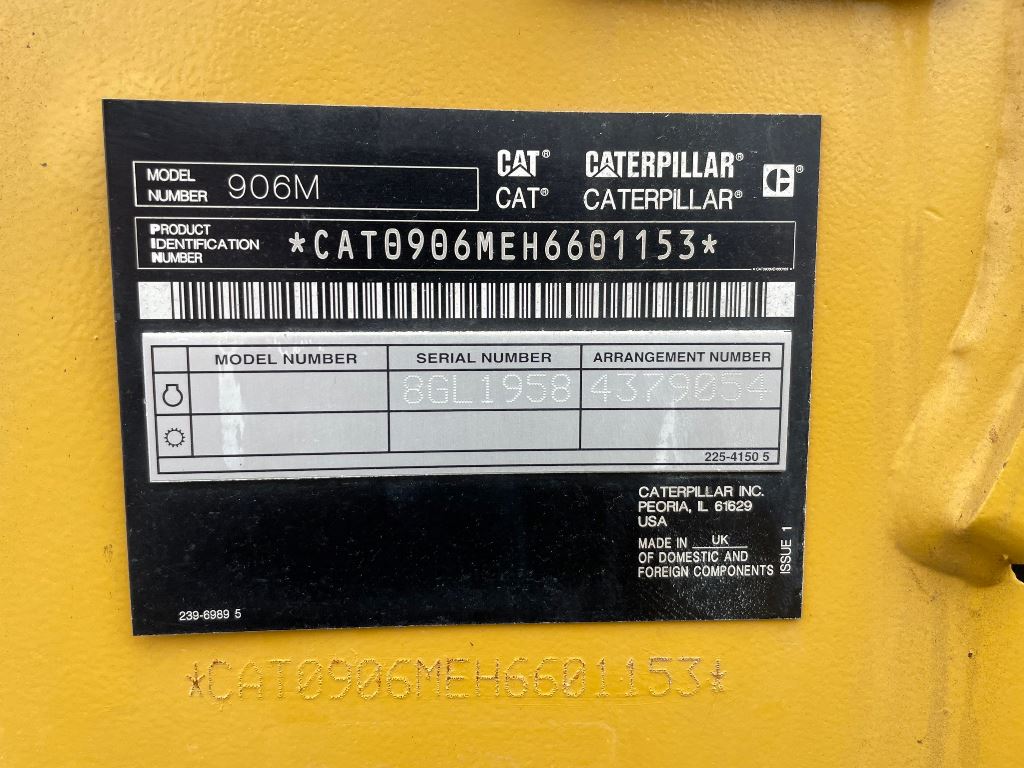 MODEL NUMBER 906M
CAT® CATERPILLAR®
CAT® CATERPILLAR®
PRODUCT IDENTIFICATION NUMBER *CAT0906MEH6601153*
MODEL NUMBER SERIAL NUMBER ARRANGEMENT NUMBER
8GL1958 4379054
225-4150 5
CATERPILLAR INC.
PEORIA, IL 61629
USA
MADE IN UK
OF DOMESTIC AND
FOREIGN COMPONENTS
ISSUE 1
239-6989 5
*CAT0906MEH6601153*